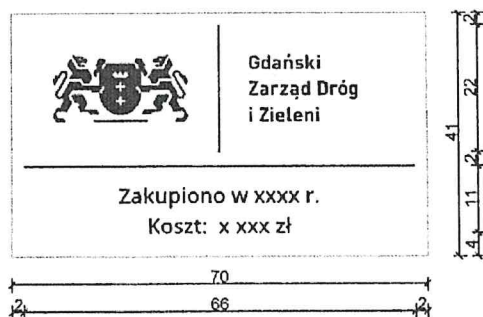 Gdański
Zarząd Dróg
i Zieleni
Zakupiono w xxxx r.
Koszt: x xxx zł
2
22
41
2
11
4
70
2
66
2